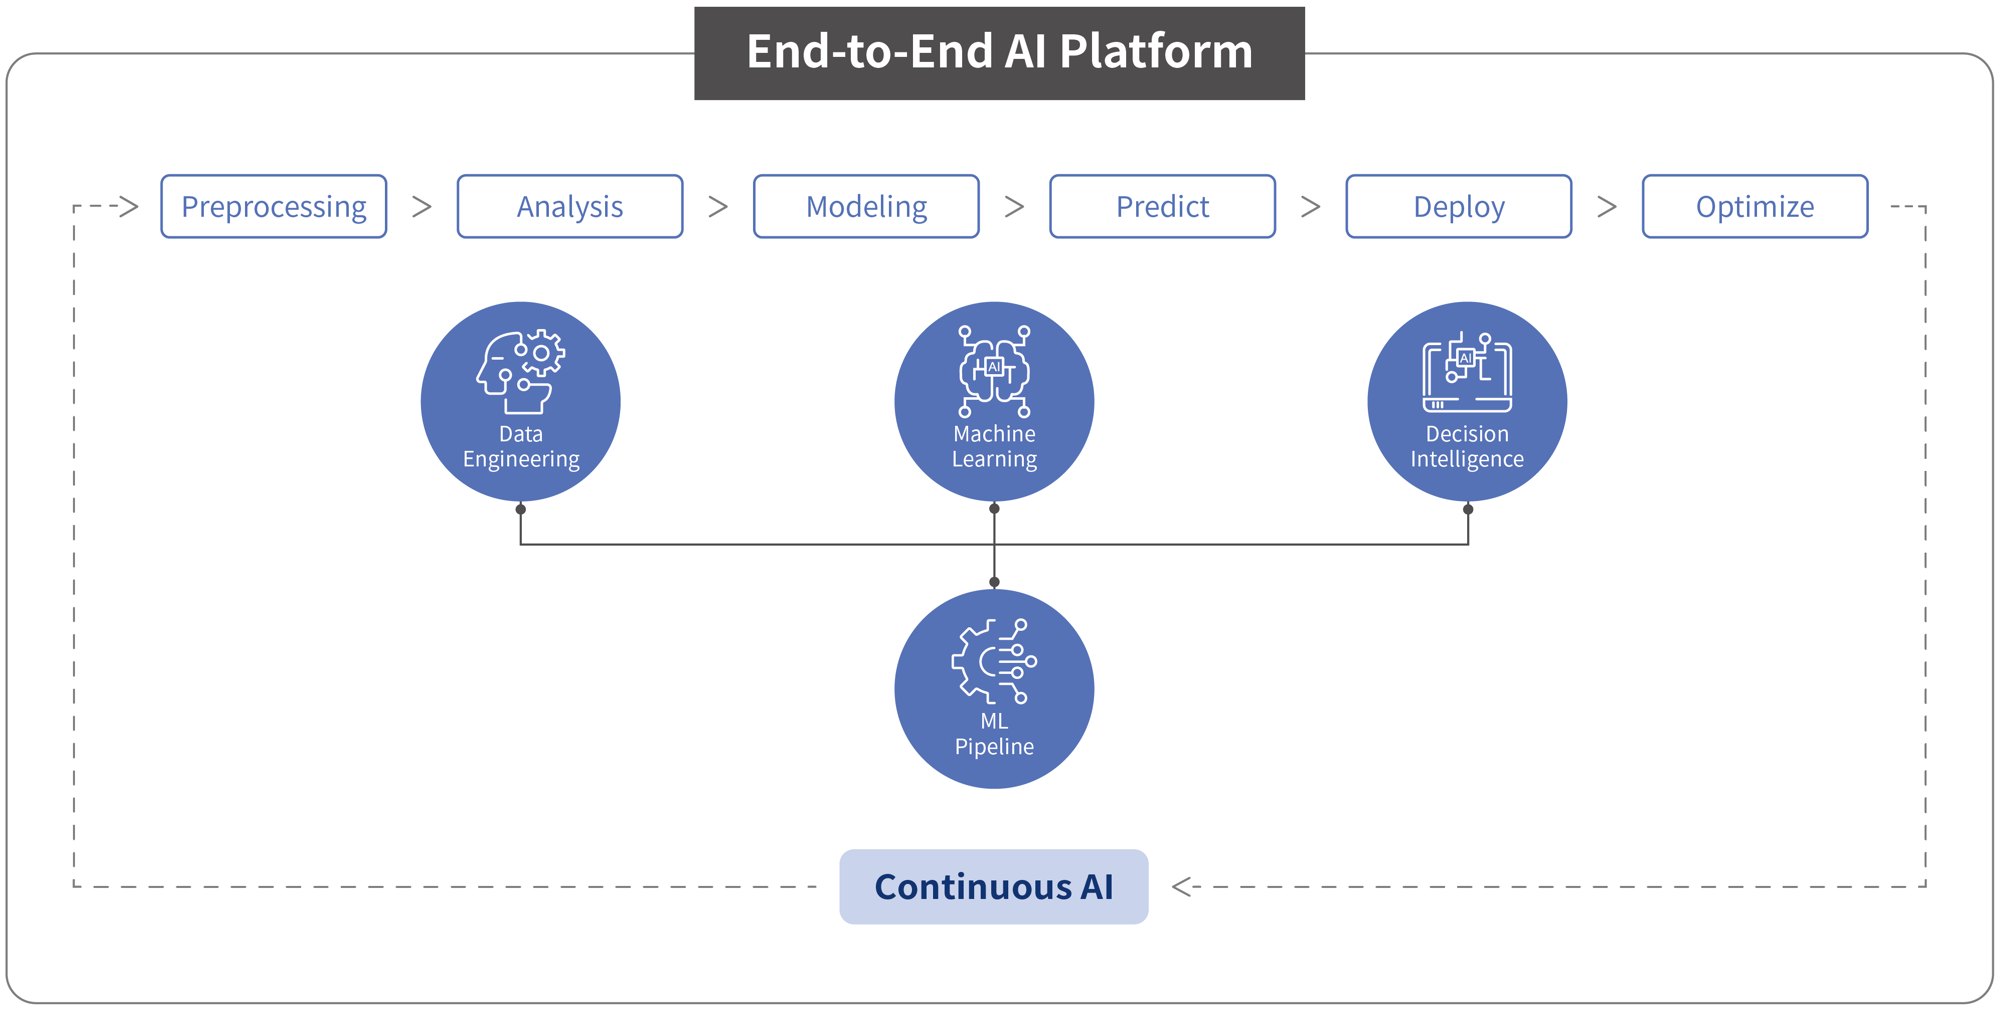 End-to-End AI Platform
Preprocessing
Analysis
Modeling
Predict
Deploy
Optimize
Data
Engineering
AI
Machine
Learning
AI
Decision
Intelligence
ML
Pipeline
Continuous AI